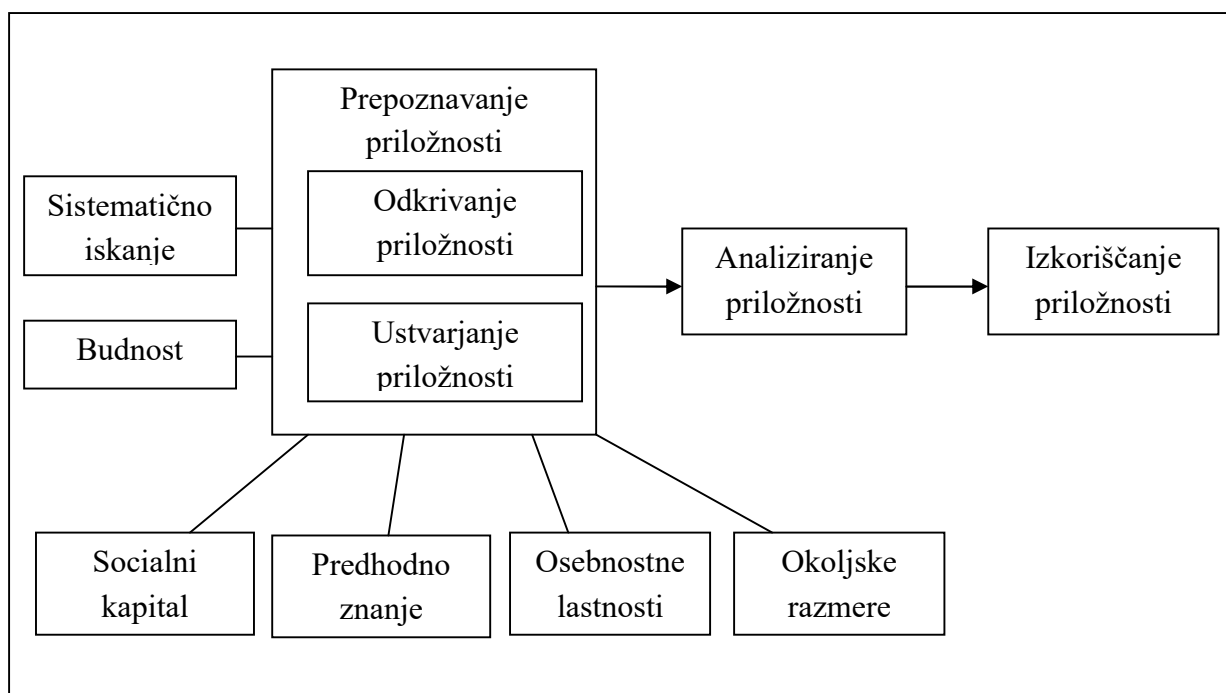 Prepoznavanje
priložnosti
Sistematično
iskanje
Odkrivanje
priložnosti
Analiziranje
priložnosti
Izkoriščanje
priložnosti
Budnost
Ustvarjanje
priložnosti
Socialni
kapital
Predhodno
znanje
Osebnostne
lastnosti
Okoljske
razmere